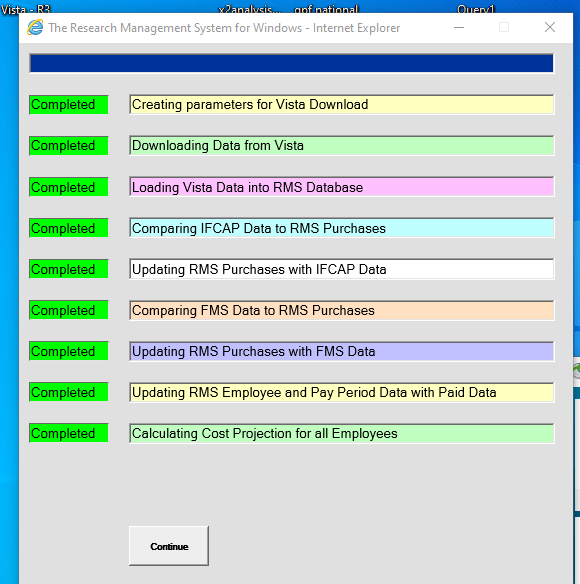 Vista - R3 x2analysis... gpf national Query1
The Research Management System for Windows - Internet Explorer
Completed Creating parameters for Vista Download
Completed Downloading Data from Vista
Completed Loading Vista Data into RMS Database
Completed Comparing IFCAP Data to RMS Purchases
Completed Updating RMS Purchases with IFCAP Data
Completed Comparing FMS Data to RMS Purchases
Completed Updating RMS Purchases with FMS Data
Completed Updating RMS Employee and Pay Period Data with Paid Data
Completed Calculating Cost Projection for all Employees
Continue